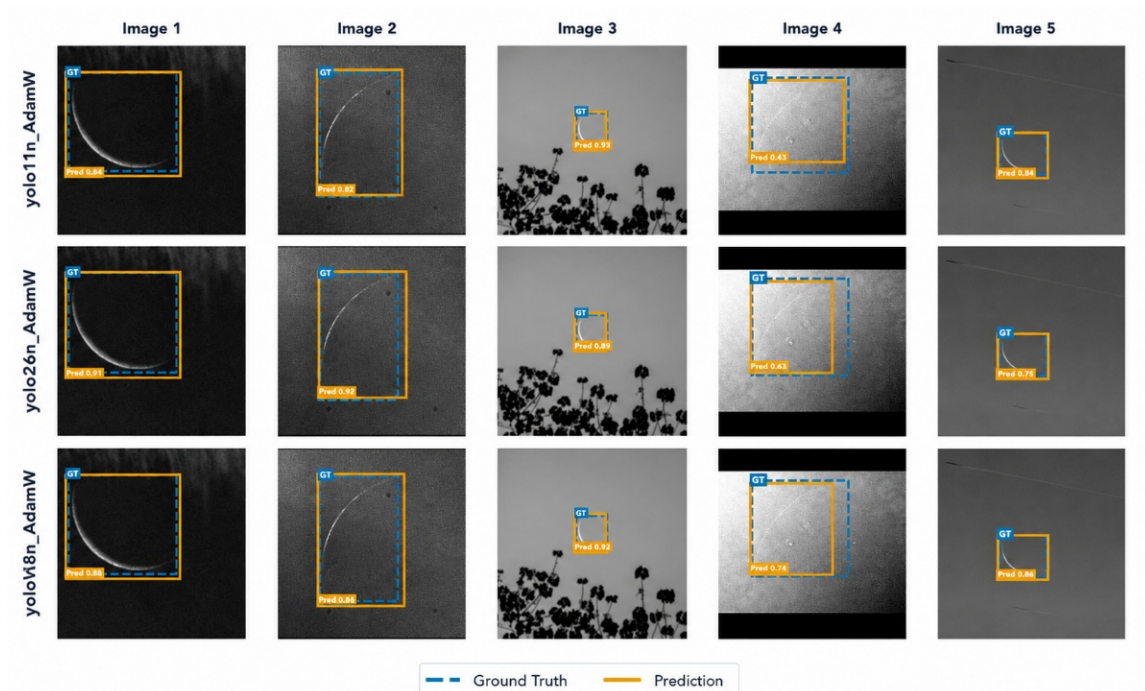 Image 1 Image 2 Image 3 Image 4 Image 5
yolo11n_AdamW
GT GT GT GT GT
Pred 0.84 Pred 0.82 Pred 0.93 Pred 0.43 Pred 0.84
yolo26n_AdamW
GT GT GT GT GT
Pred 0.91 Pred 0.92 Pred 0.89 Pred 0.63 Pred 0.75
GT GT GT GT GT
Pred 0.88 Pred 0.86 Pred 0.92 Pred 0.74 Pred 0.86
Ground Truth Prediction